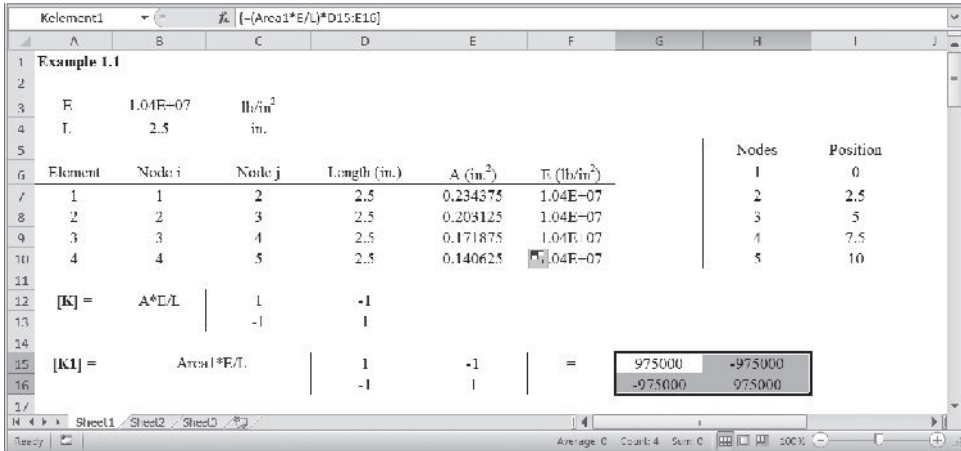 Kelement1 fx {=(Area1*E/L)*D15:E16}
A B C D E F G H I J
1 Example 1.1
2
3 E 1.04E+07 lb/in²
4 L 2.5 in.
5 Nodes Position
6 Element Node i Node j Length (in.) A (in.²) E (lb/in²) 1 0
7 1 1 2 2.5 0.234375 1.04E+07 2 2.5
8 2 2 3 2.5 0.203125 1.04E+07 3 5
9 3 3 4 2.5 0.171875 1.04E+07 4 7.5
10 4 4 5 2.5 0.140625 .04E+07 5 10
11
12 [K] = A*E/L 1 -1
13 -1 1
14
15 [K1] = Area1*E/L 1 -1 = 975000 -975000
16 -1 1 -975000 975000
17
Sheet1 Sheet2 Sheet3
Ready Average: 0 Count: 4 Sum: 0 100%